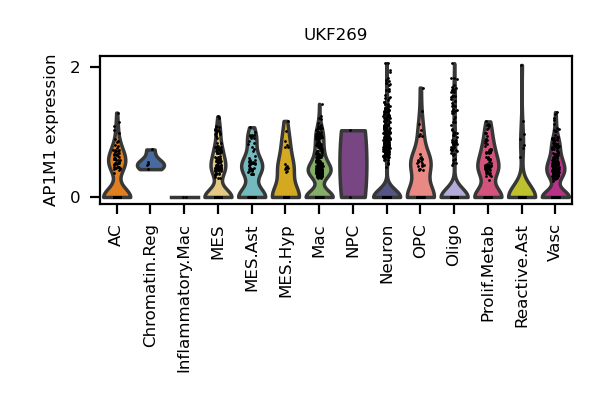 UKF269
AP1M1 expression
2
0
AC
Chromatin.Reg
Inflammatory.Mac
MES
MES.Ast
MES.Hyp
Mac
NPC
Neuron
OPC
Oligo
Prolif.Metab
Reactive.Ast
Vasc